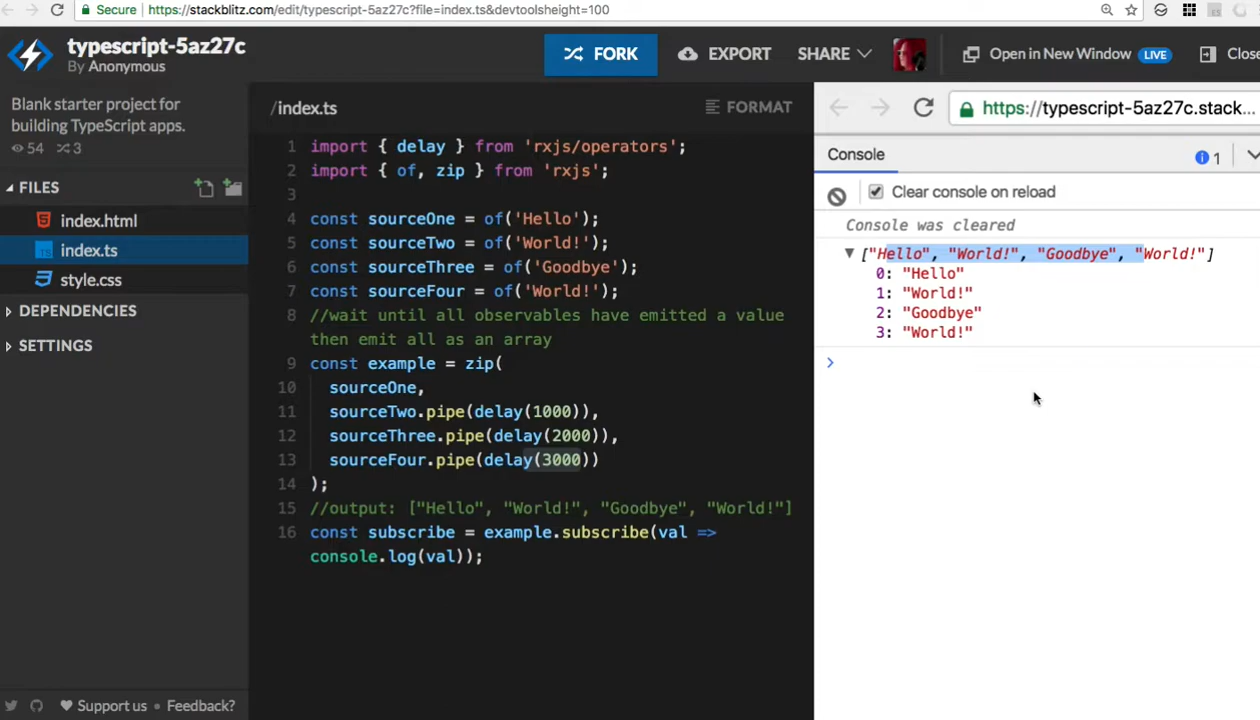 Secure
https://stackblitz.com/edit/typescript-5az27c?file=index.ts&devtoolsheight=100
typescript-5az27c
By Anonymous
FORK
EXPORT
SHARE
Open in New Window LIVE
Close
Blank starter project for
building TypeScript apps.
54 3
FILES
index.html
index.ts
style.css
DEPENDENCIES
SETTINGS
Support us • Feedback?
/index.ts
FORMAT
1 import { delay } from 'rxjs/operators';
2 import { of, zip } from 'rxjs';
3
4 const sourceOne = of('Hello');
5 const sourceTwo = of('World!');
6 const sourceThree = of('Goodbye');
7 const sourceFour = of('World!');
8 //wait until all observables have emitted a value
then emit all as an array
9 const example = zip(
10 sourceOne,
11 sourceTwo.pipe(delay(1000)),
12 sourceThree.pipe(delay(2000)),
13 sourceFour.pipe(delay(3000))
14 );
15 //output: ["Hello", "World!", "Goodbye", "World!"]
16 const subscribe = example.subscribe(val =>
console.log(val));
https://typescript-5az27c.stack...
Console
1
Clear console on reload
Console was cleared
["Hello", "World!", "Goodbye", "World!"]
0: "Hello"
1: "World!"
2: "Goodbye"
3: "World!"